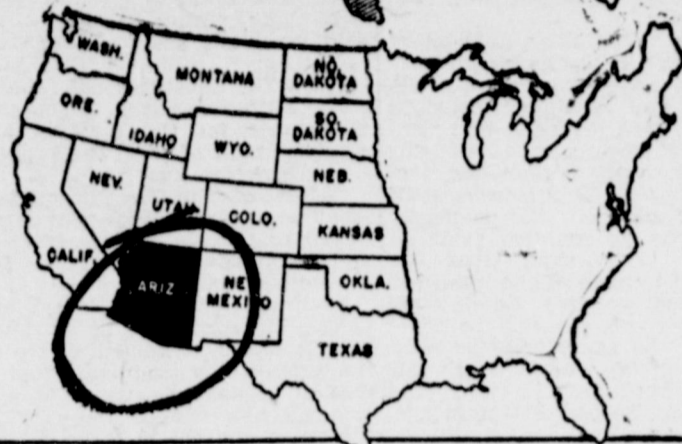 WASH.
MONTANA
NO.
DAKOTA
ORE.
IDAHO
WYO.
SO.
DAKOTA
NEB.
NEV.
UTAH
COLO.
KANSAS
CALIF.
ARIZ
NEW
MEXICO
OKLA.
TEXAS